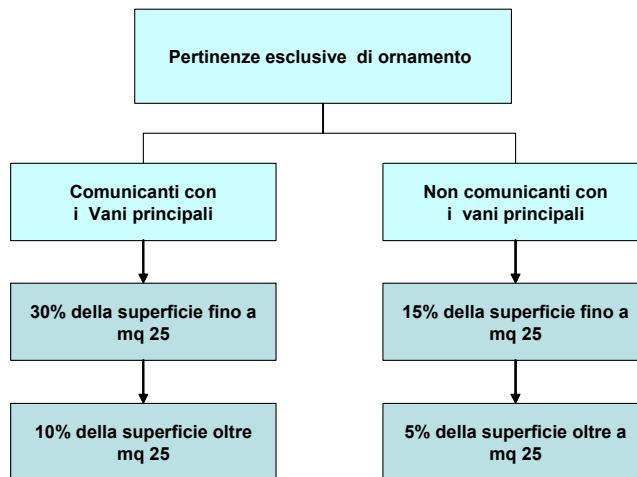 Pertinenze esclusive di ornamento
Comunicanti con
i Vani principali
Non comunicanti con
i vani principali
30% della superficie fino a
mq 25
15% della superficie fino a
mq 25
10% della superficie oltre
mq 25
5% della superficie oltre a
mq 25